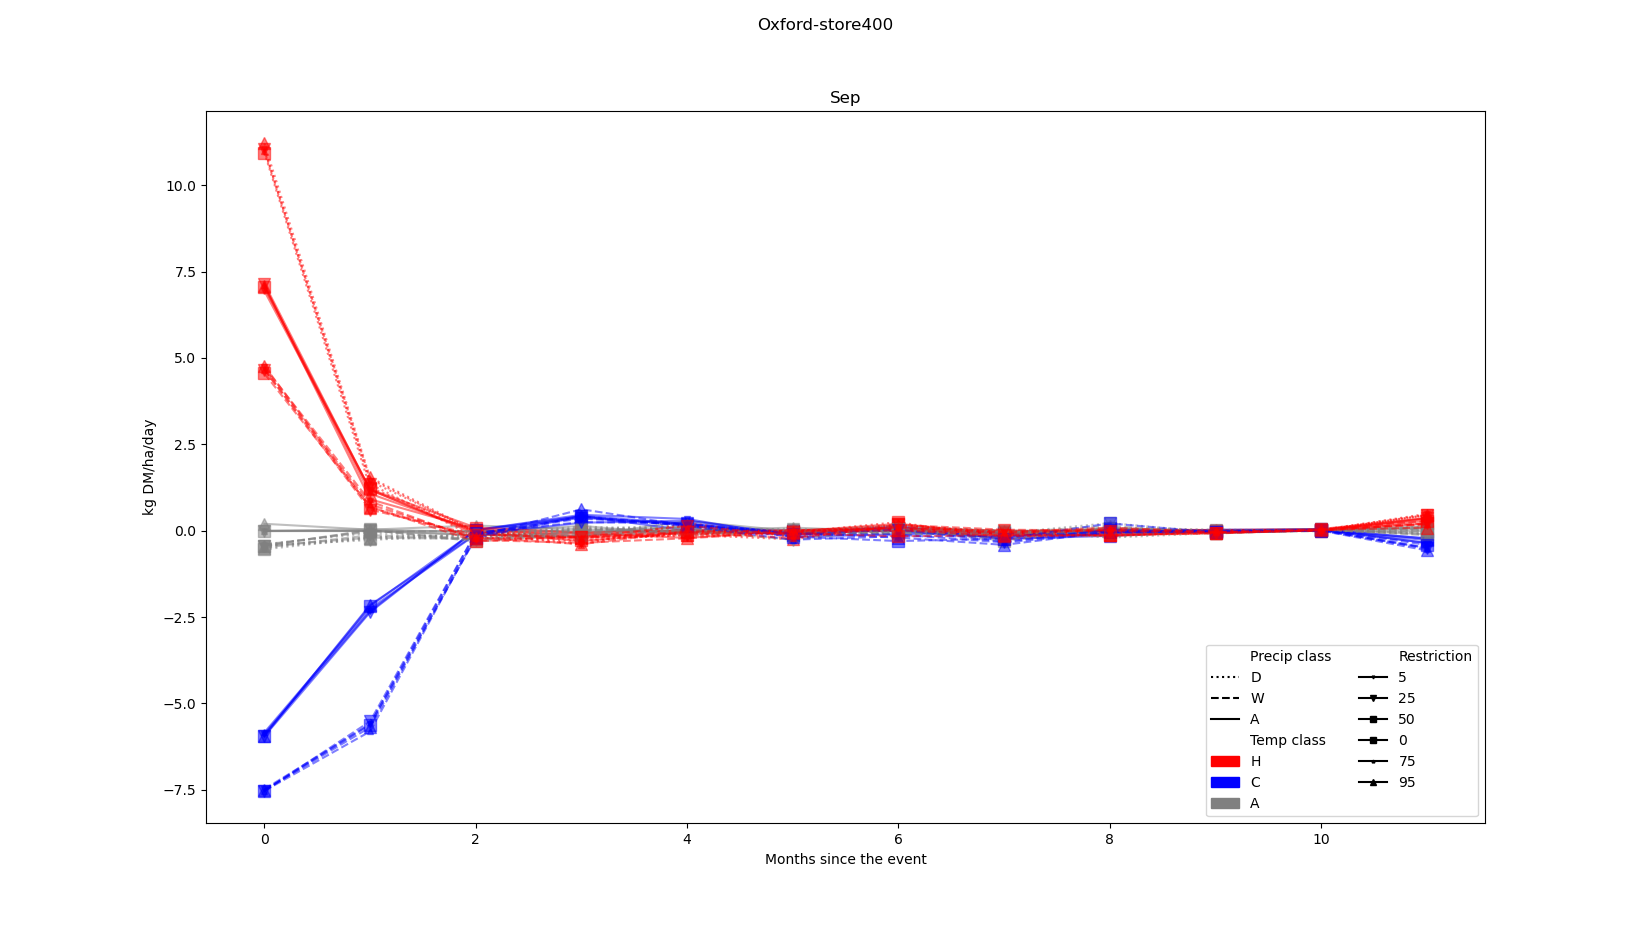 Oxford-store400
Sep
10.0
7.5
5.0
2.5
0.0
−2.5
−5.0
−7.5
kg DM/ha/day
0 2 4 6 8 10
Months since the event
Precip class
D
W
A
Temp class
H
C
A
Restriction
5
25
50
0
75
95